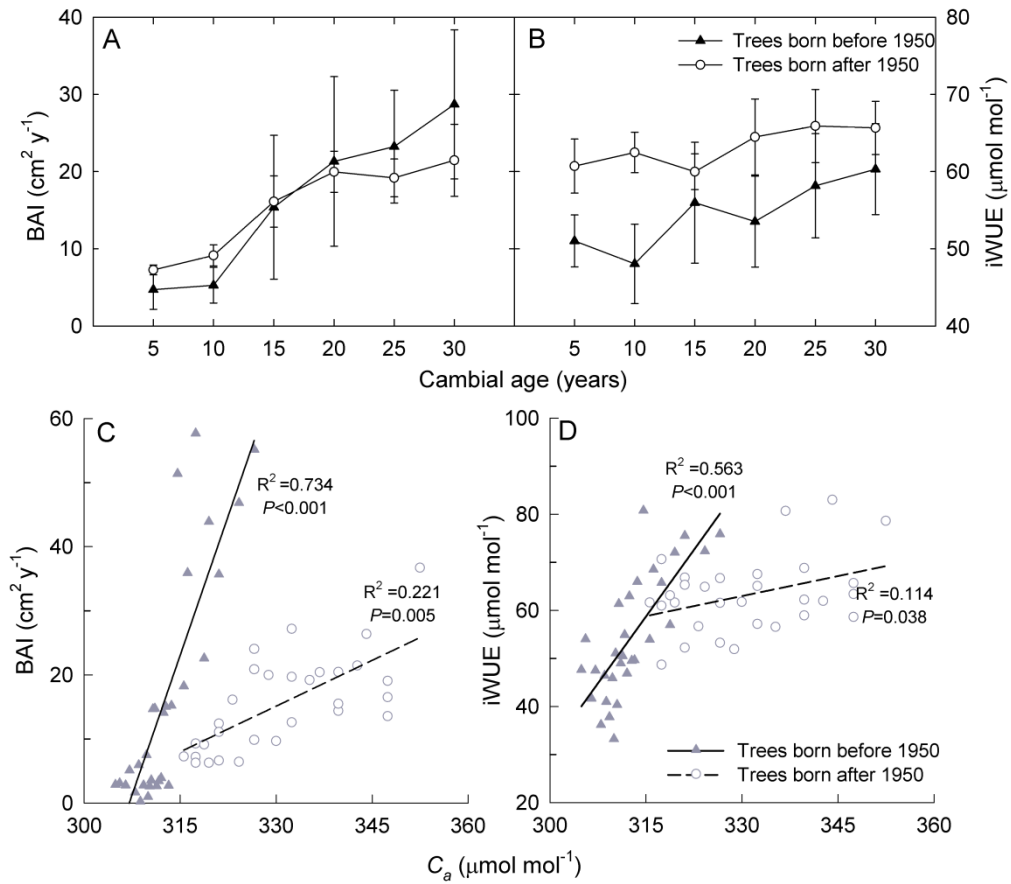 A
B
Trees born before 1950
Trees born after 1950
40
30
20
10
0
BAI (cm² y⁻¹)
80
70
60
50
40
iWUE (μmol mol⁻¹)
5 10 15 20 25 30 5 10 15 20 25 30
Cambial age (years)
C
R² =0.734
P<0.001
R² =0.221
P=0.005
60
50
40
30
20
10
0
BAI (cm² y⁻¹)
300 315 330 345 360
D
R² =0.563
P<0.001
R² =0.114
P=0.038
Trees born before 1950
Trees born after 1950
100
80
60
40
20
iWUE (μmol mol⁻¹)
300 315 330 345 360
Cₐ (μmol mol⁻¹)